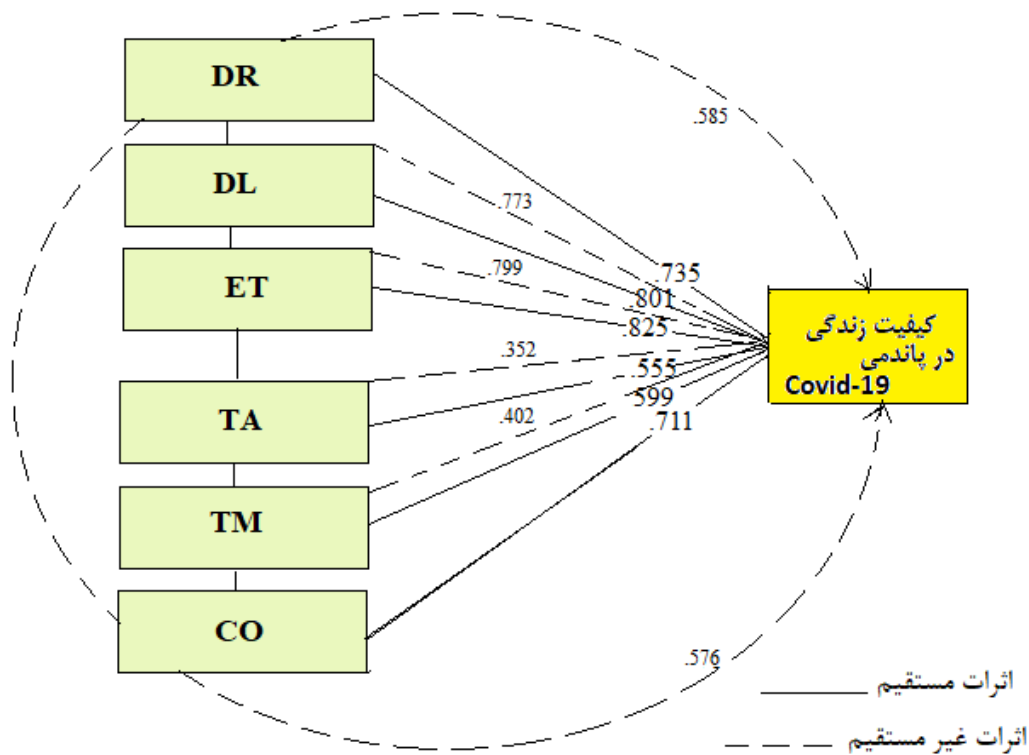 DR
.585
DL
.773
ET
.799
.735
.801
.825
کیفیت زندگی
در پاندمی
Covid-19
.352
.555
.599
TA
.402
.711
TM
CO
.576
اثرات مستقیم
اثرات غیر مستقیم